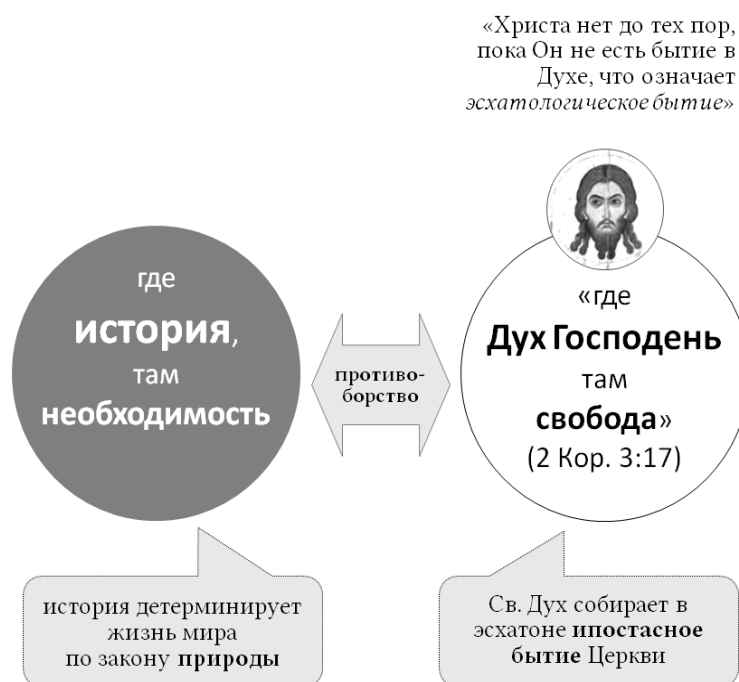 «Христа нет до тех пор,
пока Он не есть бытие в
Духе, что означает
эсхатологическое бытие»
где
история,
там
необходимость
противо-
борство
«где
Дух Господень
там
свобода»
(2 Кор. 3:17)
история детерминирует
жизнь мира
по закону природы
Св. Дух собирает в
эсхатоне ипостасное
бытие Церкви